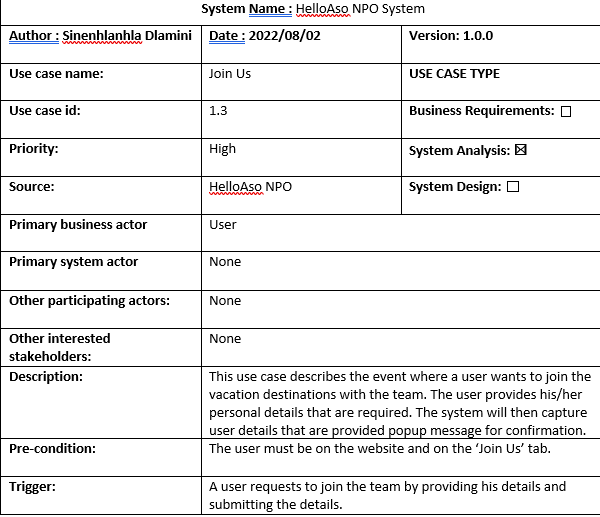 System Name : HelloAso NPO System
Author : Sinenhlanhla Dlamini Date : 2022/08/02 Version: 1.0.0
Use case name: Join Us USE CASE TYPE
Use case id: 1.3 Business Requirements: ☐
Priority: High System Analysis: ☒
Source: HelloAso NPO System Design: ☐
Primary business actor User
Primary system actor None
Other participating actors: None
Other interested stakeholders: None
Description: This use case describes the event where a user wants to join the
vacation destinations with the team. The user provides his/her
personal details that are required. The system will then capture
user details that are provided popup message for confirmation.
Pre-condition: The user must be on the website and on the ‘Join Us’ tab.
Trigger: A user requests to join the team by providing his details and
submitting the details.